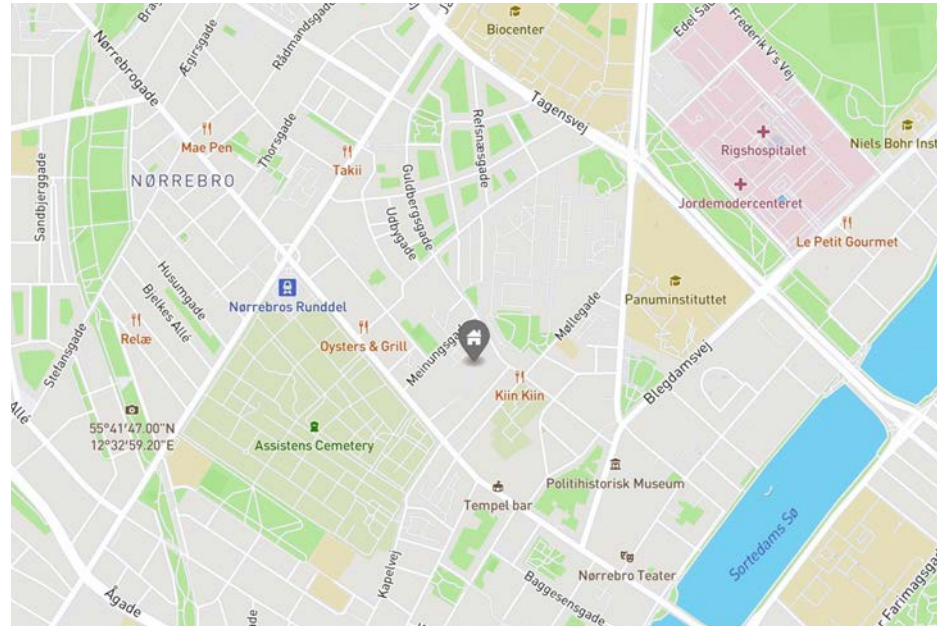 Biocenter
Edel Sau
Frederik V's Vej
Nørrebrogade
Ægirsgade
Rådmandsgade
Tagensvej
Rigshospitalet
Niels Bohr Inst
Mae Pen
Thorsgade
Takii
Refsnæsgade
NØRREBRO
Guldbergsgade
Jordemodercenteret
Sandbjerggade
Udbygade
Le Petit Gourmet
Husumgade
Panuminstituttet
Nørrebros Runddel
Bjelkes Allé
Møllegade
Relæ
Oysters & Grill
Meinungsgade
Stefansgade
Kiin Kiin
Blegdamsvej
Allé
55°41'47.00"N
12°32'59.20"E
Assistens Cemetery
Politihistorisk Museum
Tempel bar
Sortedams Sø
Kapelvej
Nørrebro Teater
Ågade
Baggesensgade
r Farimagsgad